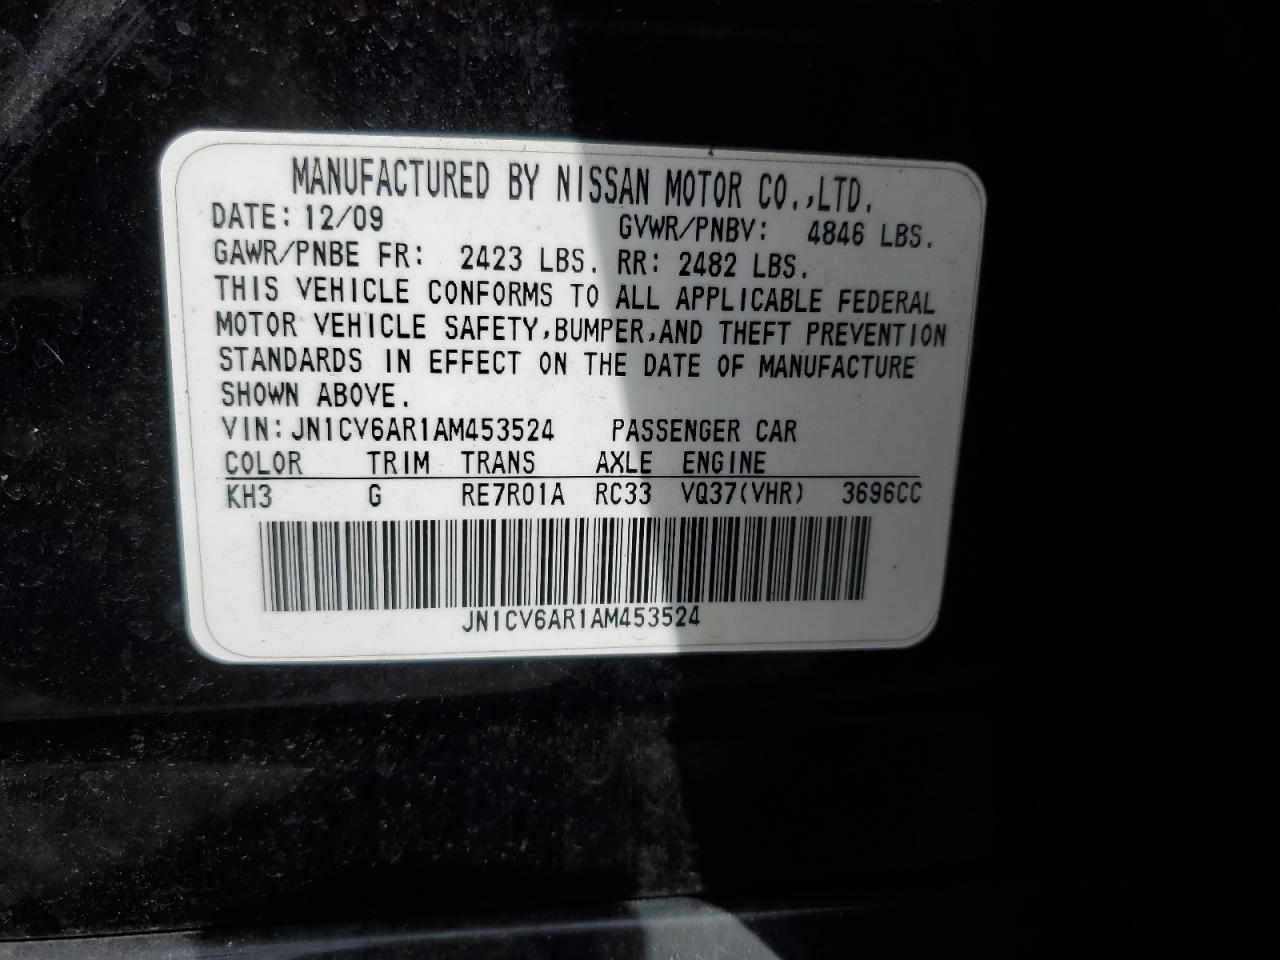 MANUFACTURED BY NISSAN MOTOR CO.,LTD.
DATE: 12/09 GVWR/PNBV: 4846 LBS.
GAWR/PNBE FR: 2423 LBS. RR: 2482 LBS.
THIS VEHICLE CONFORMS TO ALL APPLICABLE FEDERAL
MOTOR VEHICLE SAFETY,BUMPER,AND THEFT PREVENTION
STANDARDS IN EFFECT ON THE DATE OF MANUFACTURE
SHOWN ABOVE.
VIN:JN1CV6AR1AM453524 PASSENGER CAR
COLOR TRIM TRANS AXLE ENGINE
KH3 G RE7R01A RC33 VQ37(VHR) 3696CC
JN1CV6AR1AM453524